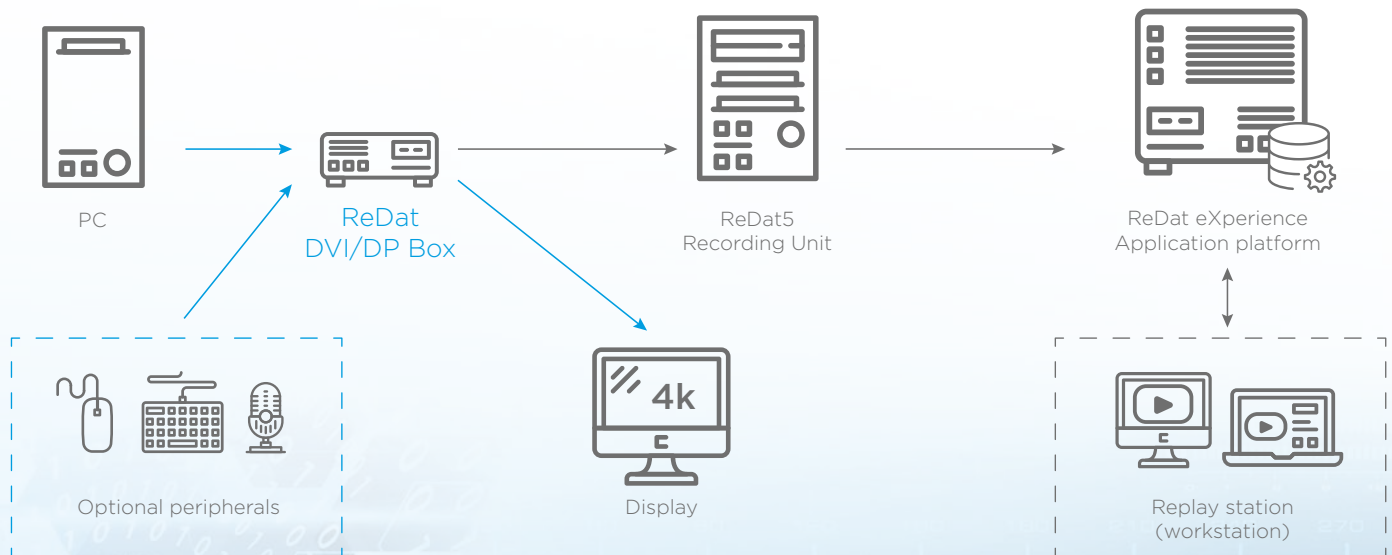 PC
ReDat
DVI/DP Box
ReDat5
Recording Unit
ReDat eXperience
Application platform
4k
Optional peripherals
Display
Replay station
(workstation)
270